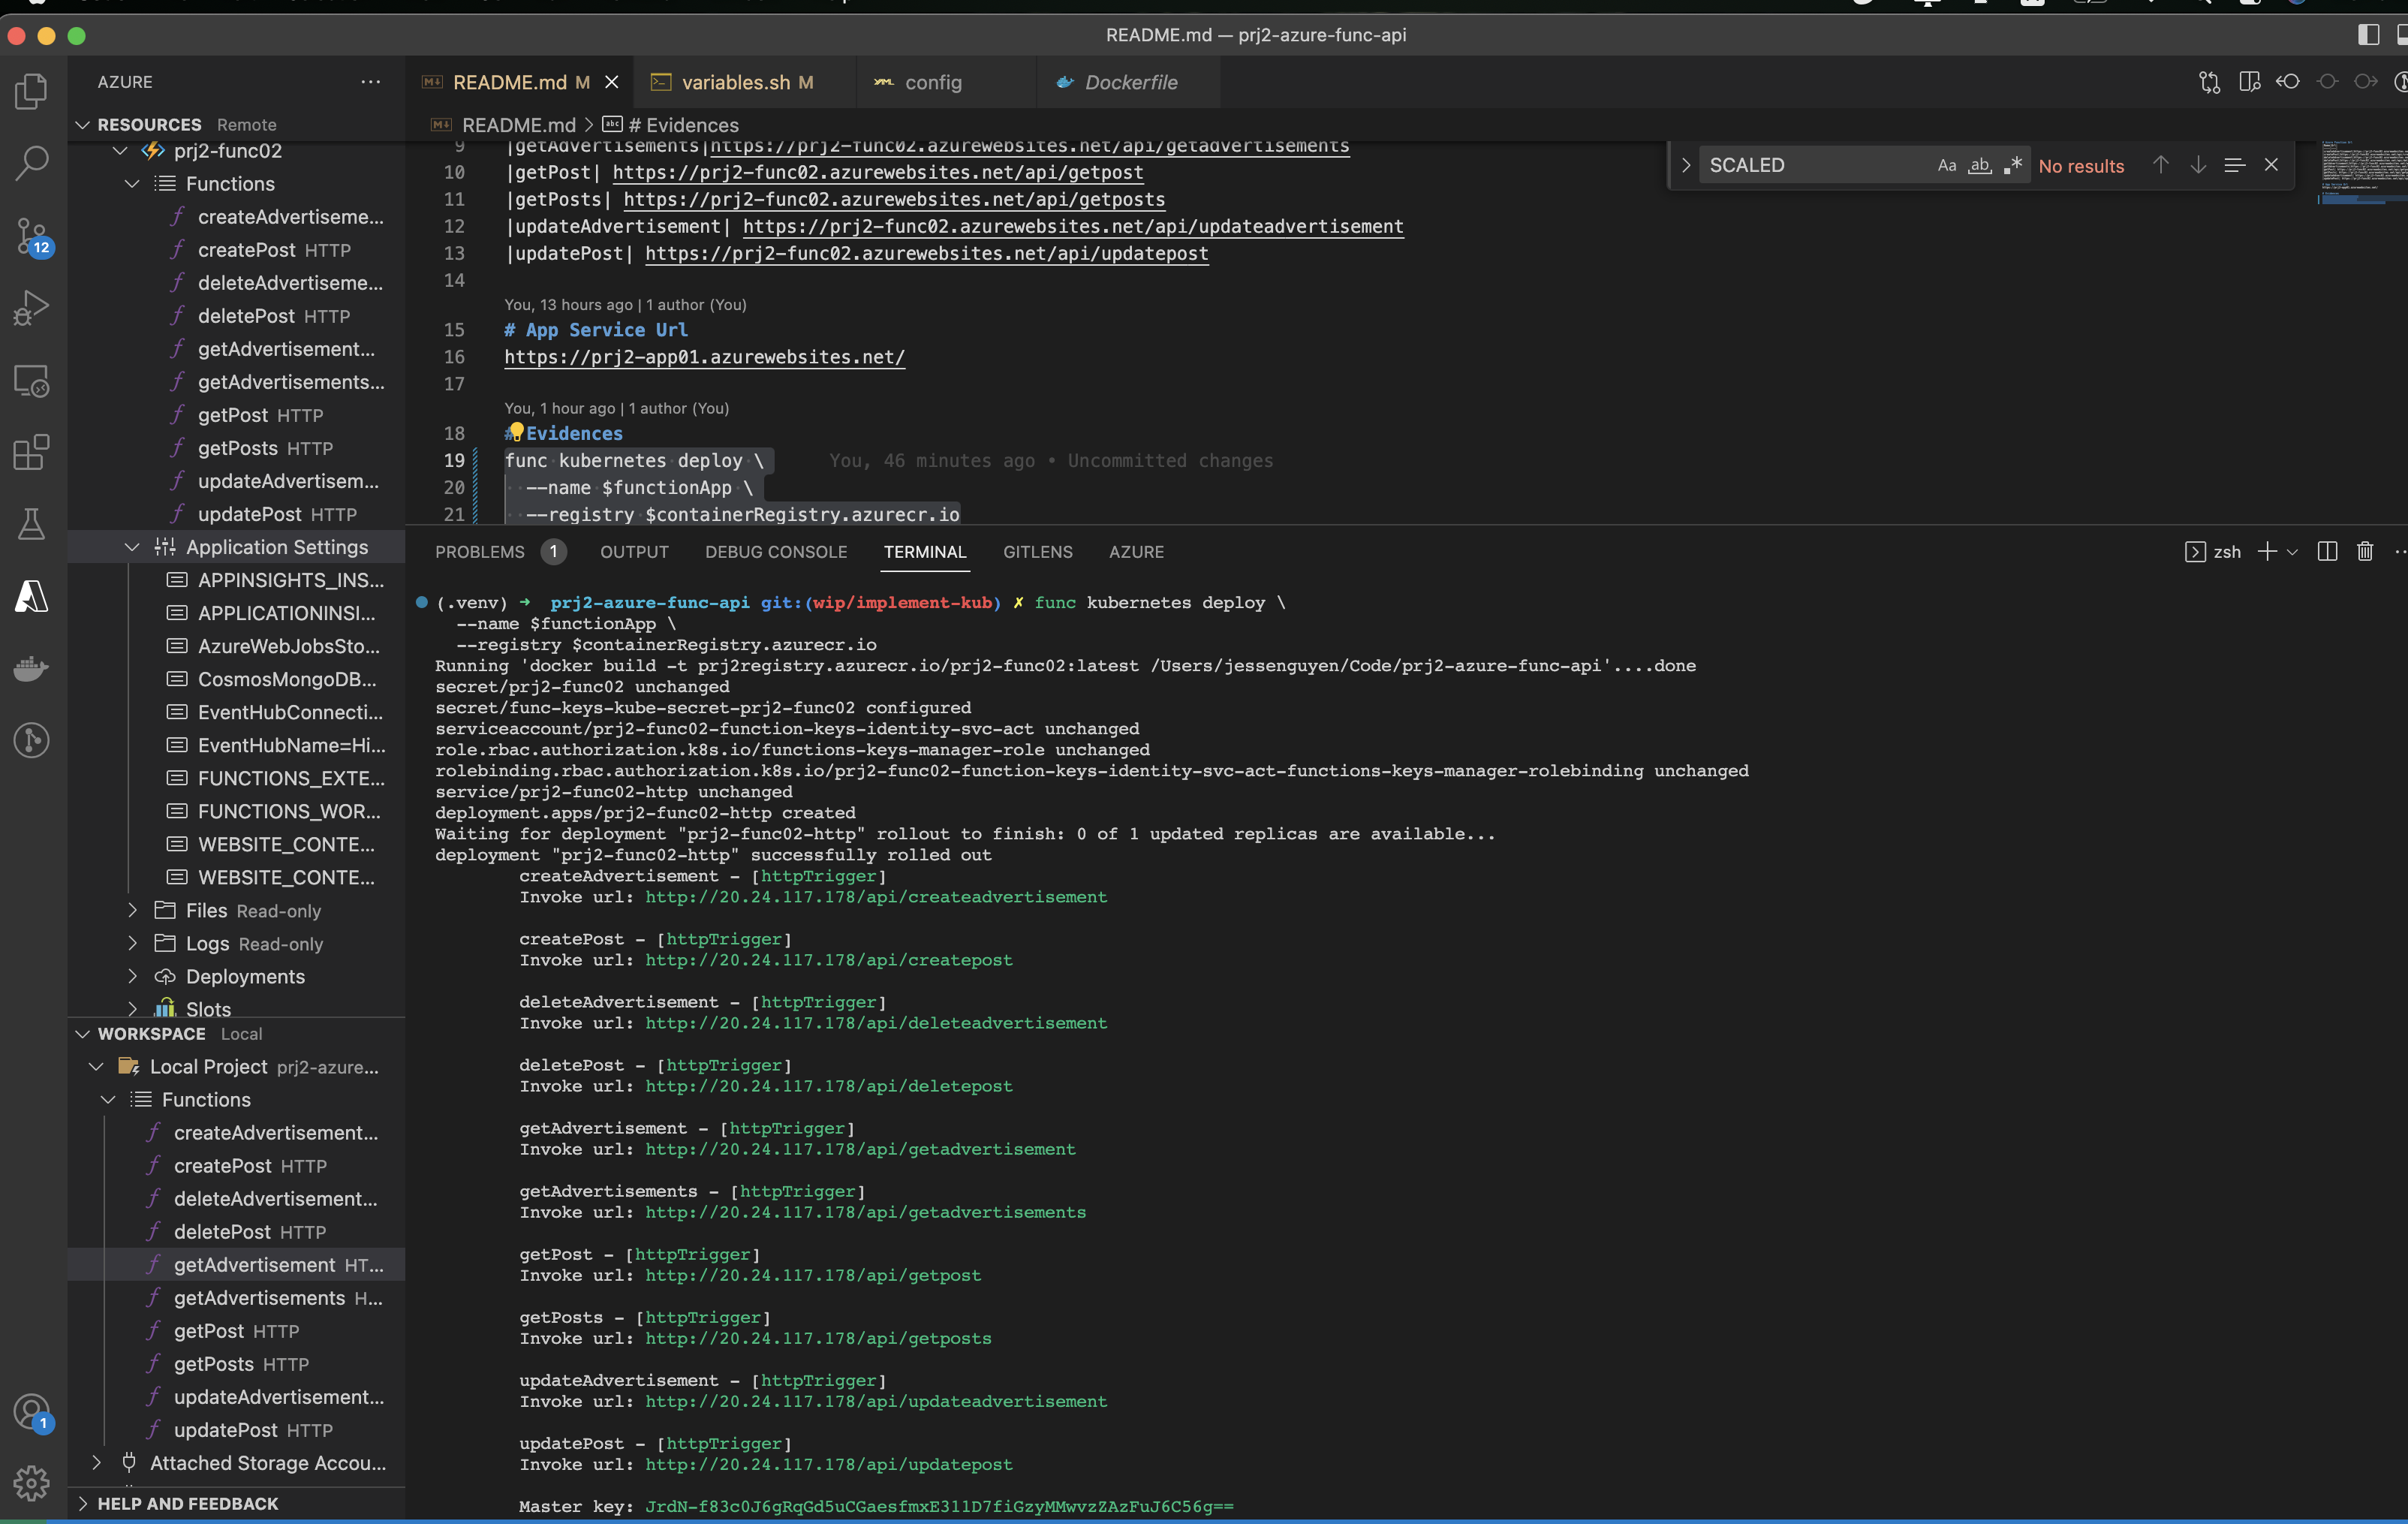 README.md — prj2-azure-func-api
AZURE
RESOURCES Remote
prj2-func02
Functions
createAdvertiseme...
createPost HTTP
deleteAdvertiseme...
deletePost HTTP
getAdvertisement...
getAdvertisements...
getPost HTTP
getPosts HTTP
updateAdvertisem...
updatePost HTTP
Application Settings
APPINSIGHTS_INS...
APPLICATIONINSI...
AzureWebJobsSto...
CosmosMongoDB...
EventHubConnecti...
EventHubName=Hi...
FUNCTIONS_EXTE...
FUNCTIONS_WOR...
WEBSITE_CONTE...
WEBSITE_CONTE...
Files Read-only
Logs Read-only
Deployments
Slots
WORKSPACE Local
Local Project prj2-azure...
Functions
createAdvertisement...
createPost HTTP
deleteAdvertisement...
deletePost HTTP
getAdvertisement HT...
getAdvertisements H...
getPost HTTP
getPosts HTTP
updateAdvertisement...
updatePost HTTP
Attached Storage Accou...
HELP AND FEEDBACK
12
1
README.md M
variables.sh M
config
Dockerfile
README.md > # Evidences
SCALED Aa ab No results
9 |getAdvertisements|https://prj2-func02.azurewebsites.net/api/getadvertisements
10 |getPost| https://prj2-func02.azurewebsites.net/api/getpost
11 |getPosts| https://prj2-func02.azurewebsites.net/api/getposts
12 |updateAdvertisement| https://prj2-func02.azurewebsites.net/api/updateadvertisement
13 |updatePost| https://prj2-func02.azurewebsites.net/api/updatepost
14
You, 13 hours ago | 1 author (You)
15 # App Service Url
16 https://prj2-app01.azurewebsites.net/
17
You, 1 hour ago | 1 author (You)
18 # Evidences
19 func kubernetes deploy \ You, 46 minutes ago • Uncommitted changes
20 --name $functionApp \
21 --registry $containerRegistry.azurecr.io
PROBLEMS 1 OUTPUT DEBUG CONSOLE TERMINAL GITLENS AZURE
zsh
(.venv) ➜ prj2-azure-func-api git:(wip/implement-kub) ✗ func kubernetes deploy \
--name $functionApp \
--registry $containerRegistry.azurecr.io
Running 'docker build -t prj2registry.azurecr.io/prj2-func02:latest /Users/jessenguyen/Code/prj2-azure-func-api'....done
secret/prj2-func02 unchanged
secret/func-keys-kube-secret-prj2-func02 configured
serviceaccount/prj2-func02-function-keys-identity-svc-act unchanged
role.rbac.authorization.k8s.io/functions-keys-manager-role unchanged
rolebinding.rbac.authorization.k8s.io/prj2-func02-function-keys-identity-svc-act-functions-keys-manager-rolebinding unchanged
service/prj2-func02-http unchanged
deployment.apps/prj2-func02-http created
Waiting for deployment "prj2-func02-http" rollout to finish: 0 of 1 updated replicas are available...
deployment "prj2-func02-http" successfully rolled out
createAdvertisement - [httpTrigger]
Invoke url: http://20.24.117.178/api/createadvertisement
createPost - [httpTrigger]
Invoke url: http://20.24.117.178/api/createpost
deleteAdvertisement - [httpTrigger]
Invoke url: http://20.24.117.178/api/deleteadvertisement
deletePost - [httpTrigger]
Invoke url: http://20.24.117.178/api/deletepost
getAdvertisement - [httpTrigger]
Invoke url: http://20.24.117.178/api/getadvertisement
getAdvertisements - [httpTrigger]
Invoke url: http://20.24.117.178/api/getadvertisements
getPost - [httpTrigger]
Invoke url: http://20.24.117.178/api/getpost
getPosts - [httpTrigger]
Invoke url: http://20.24.117.178/api/getposts
updateAdvertisement - [httpTrigger]
Invoke url: http://20.24.117.178/api/updateadvertisement
updatePost - [httpTrigger]
Invoke url: http://20.24.117.178/api/updatepost
Master key: JrdN-f83c0J6gRqGd5uCGaesfmxE311D7fiGzyMMwvzZAzFuJ6C56g==